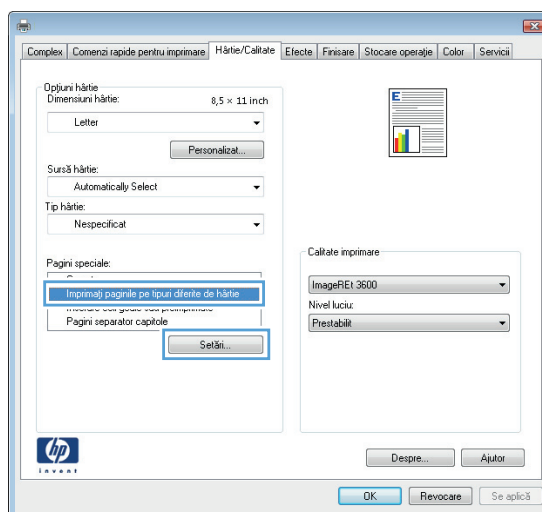 Complex Comenzi rapide pentru imprimare Hârtie/Calitate Efecte Finisare Stocare operaţie Color Servicii
Opţiuni hârtie
Dimensiuni hârtie: 8,5 × 11 inch
Letter
Personalizat...
Sursă hârtie:
Automatically Select
Tip hârtie:
Nespecificat
Pagini speciale:
Imprimaţi paginile pe tipuri diferite de hârtie
Pagini separator capitole
Setări...
E
Calitate imprimare
ImageREt 3600
Nivel luciu:
Prestabilit
hp
invent
Despre... Ajutor
OK Revocare Se aplică